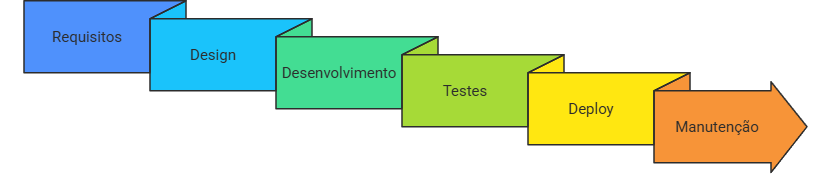 Requisitos
Design
Desenvolvimento
Testes
Deploy
Manutenção